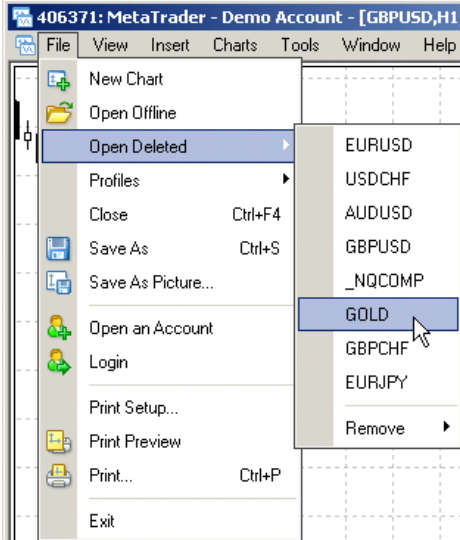 406371: MetaTrader - Demo Account - [GBPUSD,H1
File View Insert Charts Tools Window Help
New Chart
Open Offline
Open Deleted
Profiles
Close Ctrl+F4
Save As Ctrl+S
Save As Picture...
Open an Account
Login
Print Setup...
Print Preview
Print... Ctrl+P
Exit
EURUSD
USDCHF
AUDUSD
GBPUSD
_NQCOMP
GOLD
GBPCHF
EURJPY
Remove